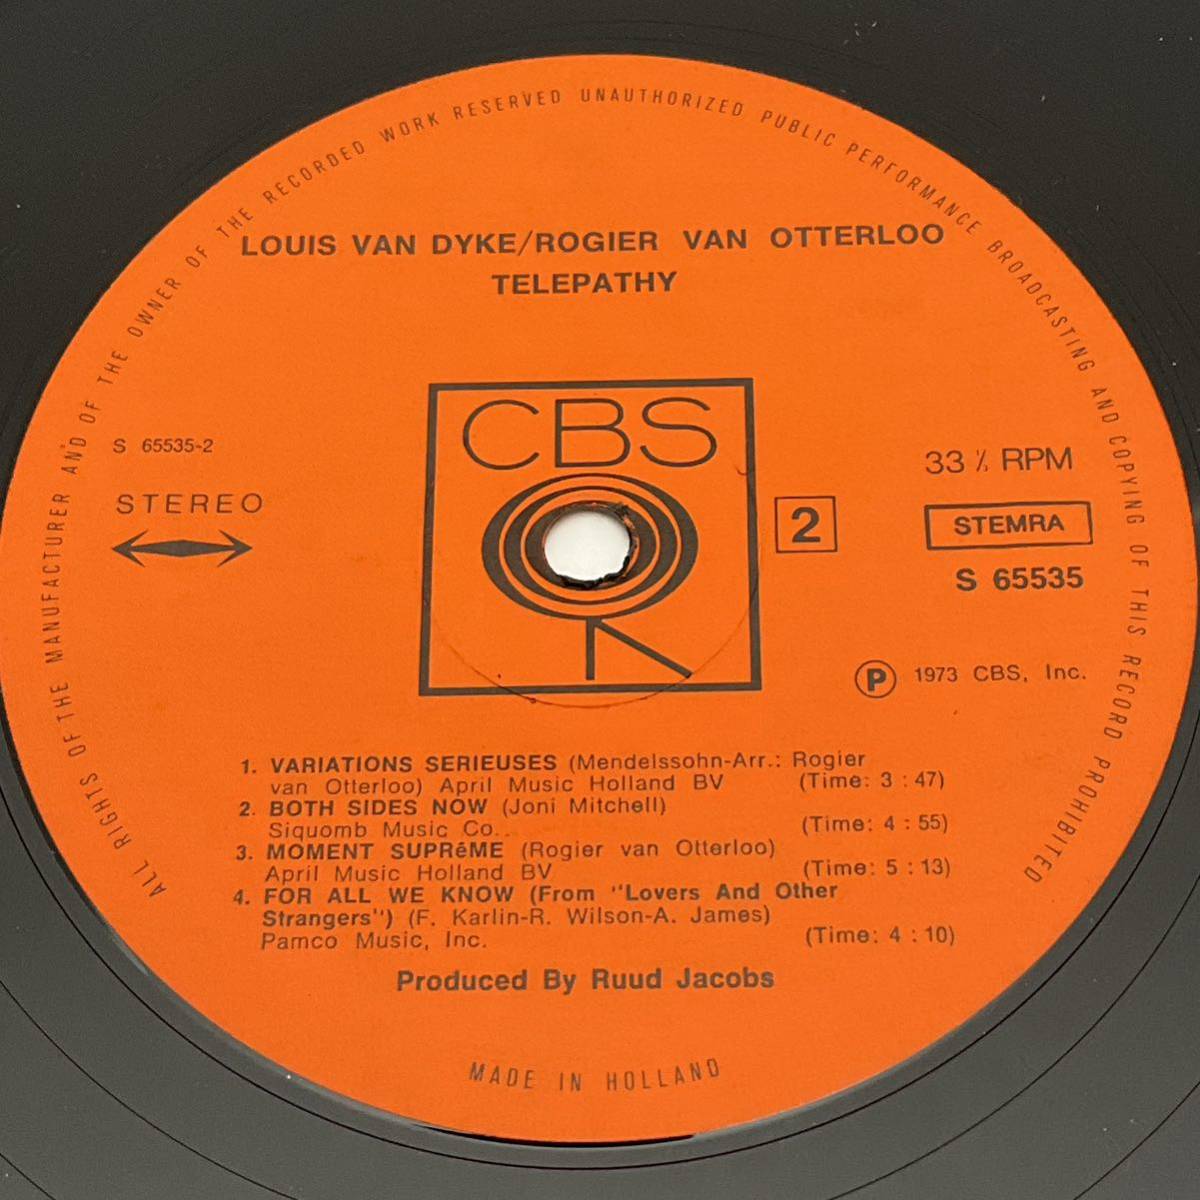 ALL RIGHTS OF THE MANUFACTURER AND OF THE OWNER OF THE RECORDED WORK RESERVED UNAUTHORIZED PUBLIC PERFORMANCE BROADCASTING AND COPYING OF THIS RECORD PROHIBITED
LOUIS VAN DYKE/ROGIER VAN OTTERLOO
TELEPATHY
CBS
S 65535-2
STEREO
2
33 ⅓ RPM
STEMRA
S 65535
Ⓟ 1973 CBS, Inc.
1. VARIATIONS SERIEUSES (Mendelssohn-Arr.: Rogier
van Otterloo) April Music Holland BV (Time: 3 : 47)
2. BOTH SIDES NOW (Joni Mitchell)
Siquomb Music Co.. (Time: 4 : 55)
3. MOMENT SUPRêME (Rogier van Otterloo)
April Music Holland BV (Time: 5 : 13)
4. FOR ALL WE KNOW (From "Lovers And Other
Strangers") (F. Karlin-R. Wilson-A. James)
Pamco Music, Inc. (Time: 4 : 10)
Produced By Ruud Jacobs
MADE IN HOLLAND